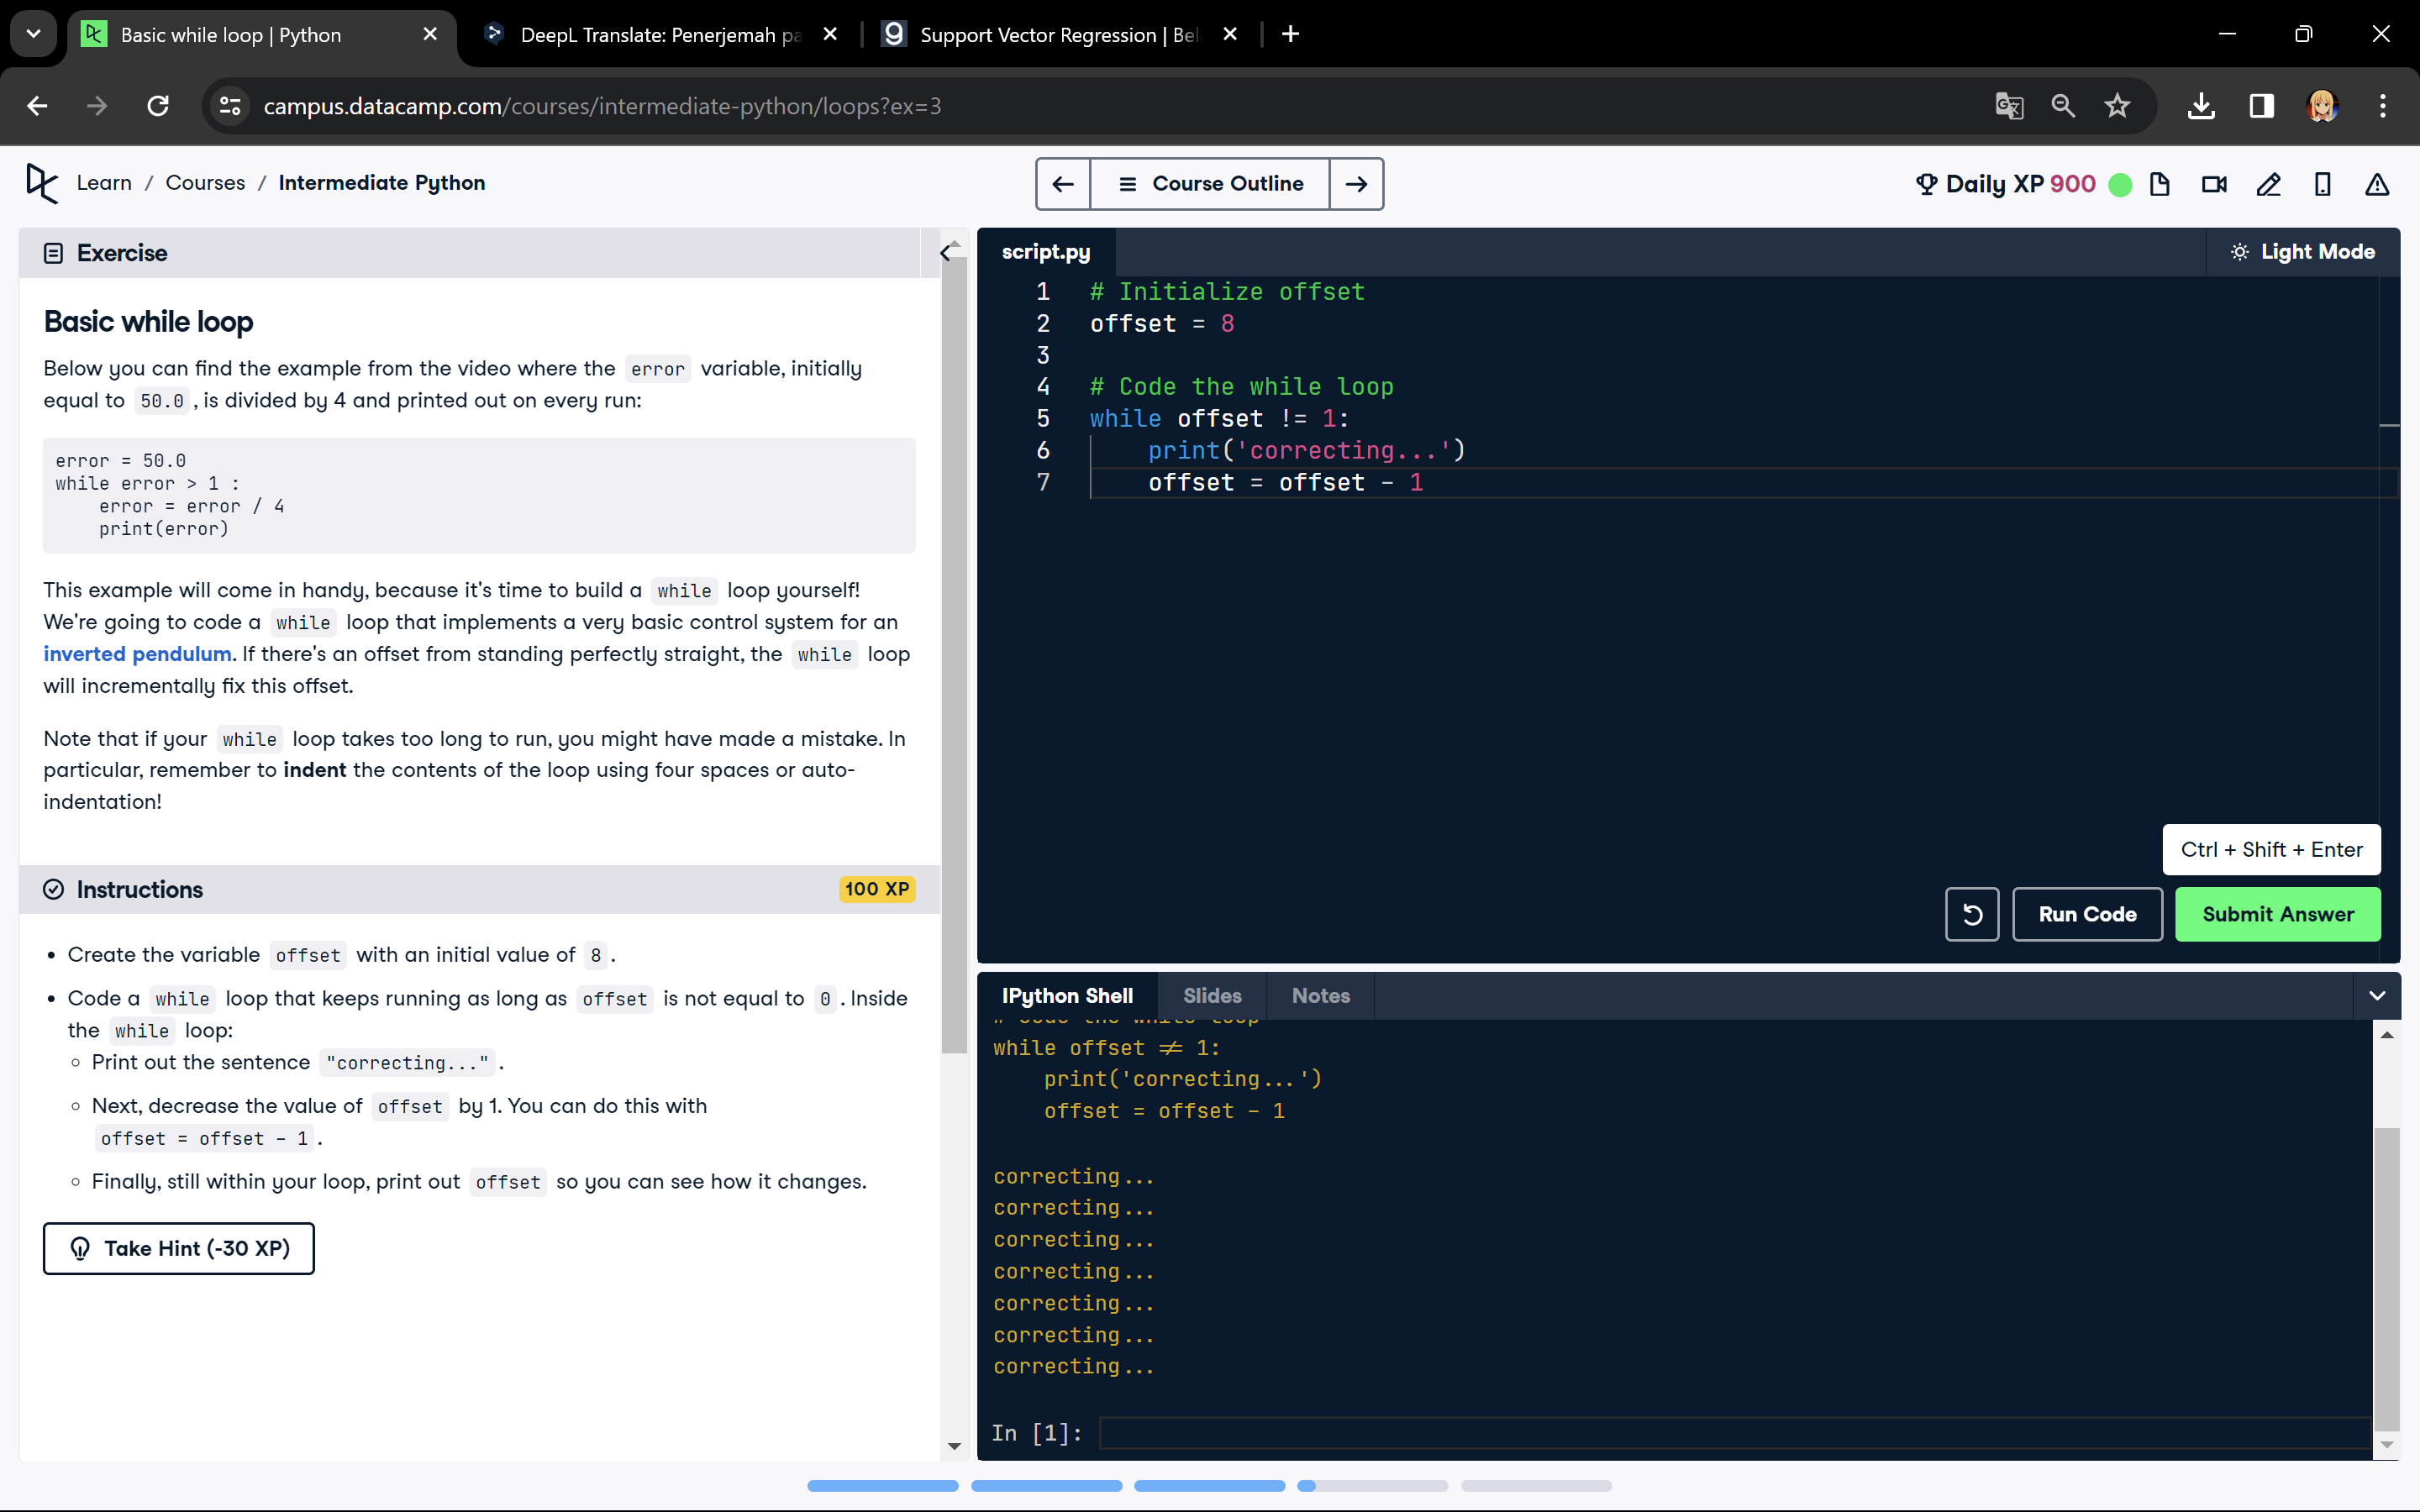 Basic while loop | Python
DeepL Translate: Penerjemah pa
Support Vector Regression | Bel
campus.datacamp.com/courses/intermediate-python/loops?ex=3
Learn / Courses / Intermediate Python
Course Outline
Daily XP 900
Exercise
Basic while loop
Below you can find the example from the video where the error variable, initially
equal to 50.0 , is divided by 4 and printed out on every run:
error = 50.0
while error > 1 :
    error = error / 4
    print(error)
This example will come in handy, because it's time to build a while loop yourself!
We're going to code a while loop that implements a very basic control system for an
inverted pendulum. If there's an offset from standing perfectly straight, the while loop
will incrementally fix this offset.
Note that if your while loop takes too long to run, you might have made a mistake. In
particular, remember to indent the contents of the loop using four spaces or auto-
indentation!
Instructions
100 XP
• Create the variable offset with an initial value of 8 .
• Code a while loop that keeps running as long as offset is not equal to 0 . Inside
the while loop:
◦ Print out the sentence "correcting..." .
◦ Next, decrease the value of offset by 1. You can do this with
offset = offset - 1 .
◦ Finally, still within your loop, print out offset so you can see how it changes.
Take Hint (-30 XP)
script.py
Light Mode
1 # Initialize offset
2 offset = 8
3
4 # Code the while loop
5 while offset != 1:
6     print('correcting...')
7     offset = offset - 1
Ctrl + Shift + Enter
Run Code
Submit Answer
IPython Shell
Slides
Notes
# Code the while loop
while offset != 1:
    print('correcting...')
    offset = offset - 1
correcting...
correcting...
correcting...
correcting...
correcting...
correcting...
correcting...
In [1]: